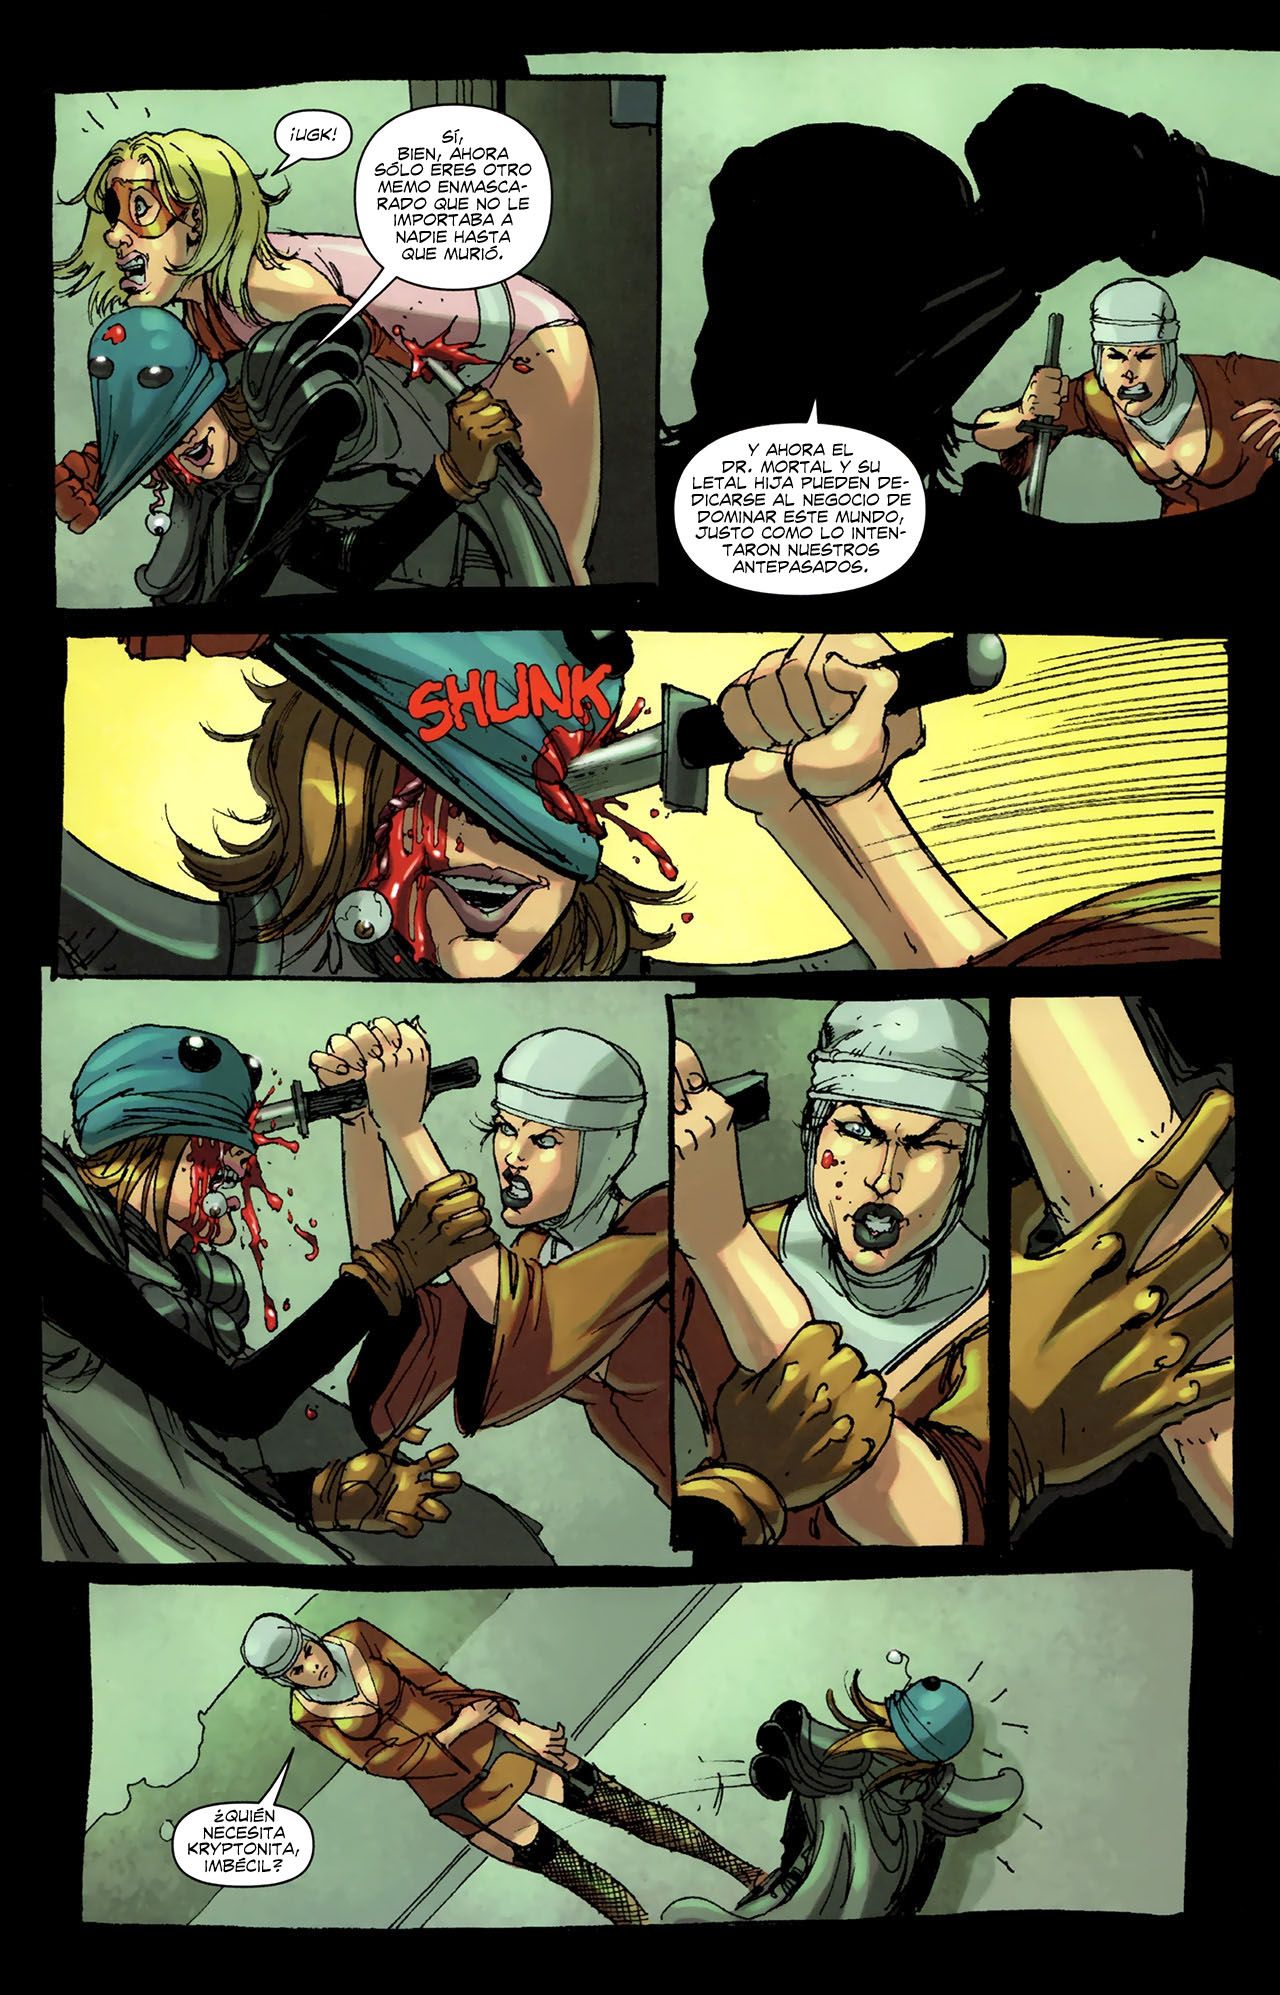 ¡UGK!
SÍ,
BIEN, AHORA
SÓLO ERES OTRO
MEMO ENMASCA-
RADO QUE NO LE
IMPORTABA A
NADIE HASTA
QUE MURIÓ.
Y AHORA EL
DR. MORTAL Y SU
LETAL HIJA PUEDEN DE-
DICARSE AL NEGOCIO DE
DOMINAR ESTE MUNDO,
JUSTO COMO LO INTEN-
TARON NUESTROS
ANTEPASADOS.
SHUNK
¿QUIÉN
NECESITA
KRYPTONITA,
IMBÉCIL?